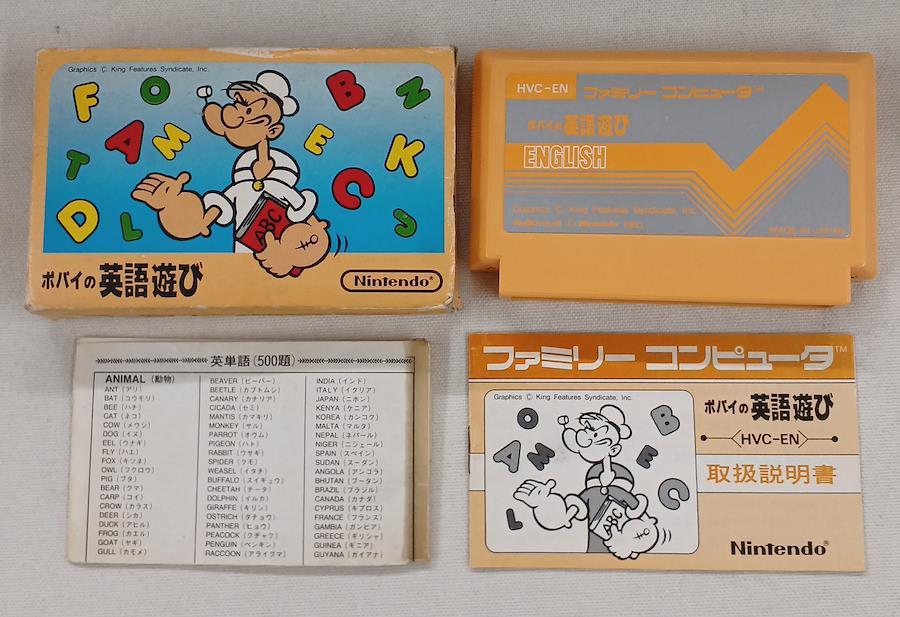 Graphics © King Features Syndicate, Inc.
F
O
B
N
A
M
E
K
T
C
D
L
S
ABC
ポパイの英語遊び
Nintendo®
HVC-EN
ファミリー コンピュータ™
ポパイの英語遊び
ENGLISH
Graphics © King Features Syndicate, Inc.
MADE IN JAPAN
英単語(500題)
ANIMAL (動物)
ANT (アリ)
BAT (コウモリ)
BEE (ハチ)
CAT (ネコ)
COW (メウシ)
DOG (イヌ)
EEL (ウナギ)
FLY (ハエ)
FOX (キツネ)
OWL (フクロウ)
PIG (ブタ)
BEAR (クマ)
CARP (コイ)
CROW (カラス)
DEER (シカ)
DUCK (アヒル)
FROG (カエル)
GOAT (ヤギ)
GULL (カモメ)
BEAVER (ビーバー)
BEETLE (カブトムシ)
CANARY (カナリア)
CICADA (セミ)
MANTIS (カマキリ)
MONKEY (サル)
PARROT (オウム)
PIGEON (ハト)
RABBIT (ウサギ)
SPIDER (クモ)
WEASEL (イタチ)
BUFFALO (スイギュウ)
CHEETAH (チータ)
DOLPHIN (イルカ)
GIRAFFE (キリン)
OSTRICH (ダチョウ)
PANTHER (ヒョウ)
PEACOCK (クジャク)
PENGUIN (ペンギン)
RACCOON (アライグマ)
INDIA (インド)
ITALY (イタリア)
JAPAN (ニホン)
KENYA (ケニア)
KOREA (カンコク)
MALTA (マルタ)
NEPAL (ネパール)
NIGER (ニジェール)
SPAIN (スペイン)
SUDAN (スーダン)
ANGOLA (アンゴラ)
BHUTAN (ブータン)
BRAZIL (ブラジル)
CANADA (カナダ)
CYPRUS (キプロス)
FRANCE (フランス)
GAMBIA (ガンビア)
GREECE (ギリシャ)
GUINEA (ギニア)
GUYANA (ガイアナ)
ファミリー コンピュータ™
Graphics © King Features Syndicate, Inc.
O
B
A
M
E
C
L
ABC
ポパイの英語遊び
HVC-EN
取扱説明書
Nintendo®